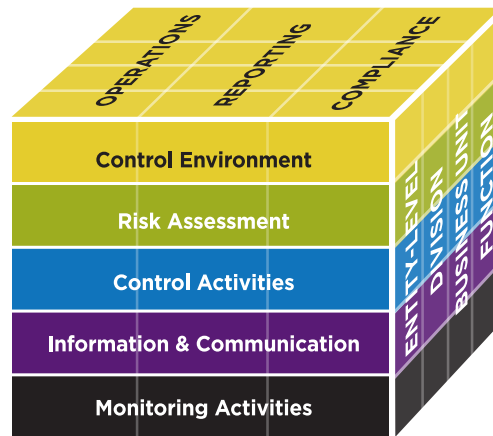 OPERATIONS
REPORTING
COMPLIANCE
Control Environment
Risk Assessment
Control Activities
Information & Communication
Monitoring Activities
ENTITY-LEVEL
DIVISION
BUSINESS UNIT
FUNCTION